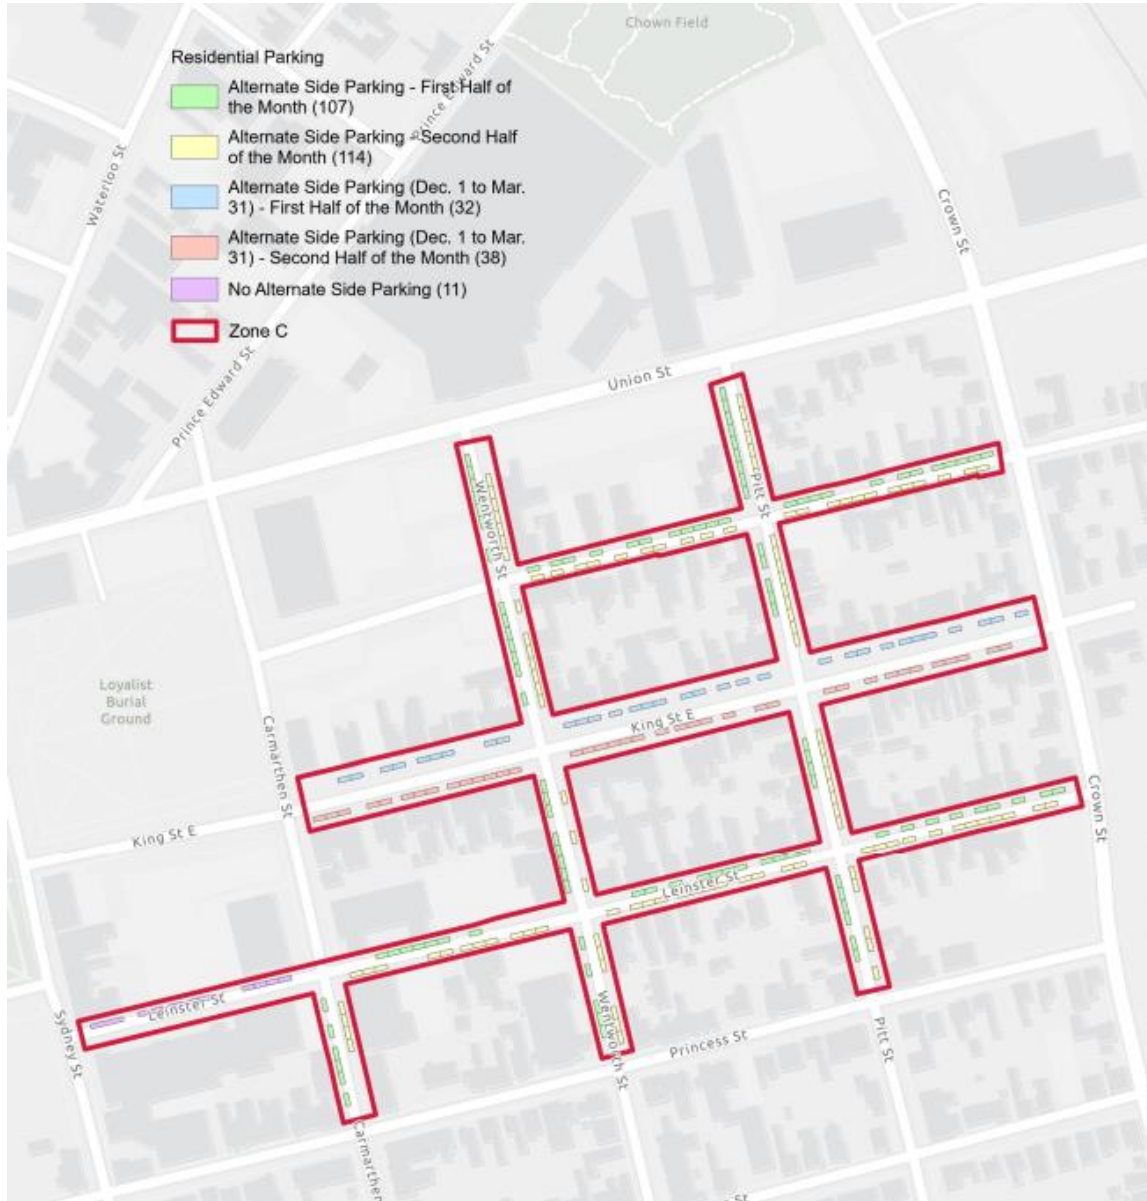 Chown Field
Residential Parking
Alternate Side Parking - First Half of
the Month (107)
Alternate Side Parking - Second Half
of the Month (114)
Alternate Side Parking (Dec. 1 to Mar.
31) - First Half of the Month (32)
Alternate Side Parking (Dec. 1 to Mar.
31) - Second Half of the Month (38)
No Alternate Side Parking (11)
Zone C
Prince Edward St
Waterloo St
Crown St
Prince Edward St
Union St
Wentworth St
Pitt St
Loyalist
Burial
Ground
Carmarthen St
King St E
King St E
Crown St
Leinster St
Leinster St
Sydney St
Wentworth St
Princess St
Pitt St
Carmarthen
St